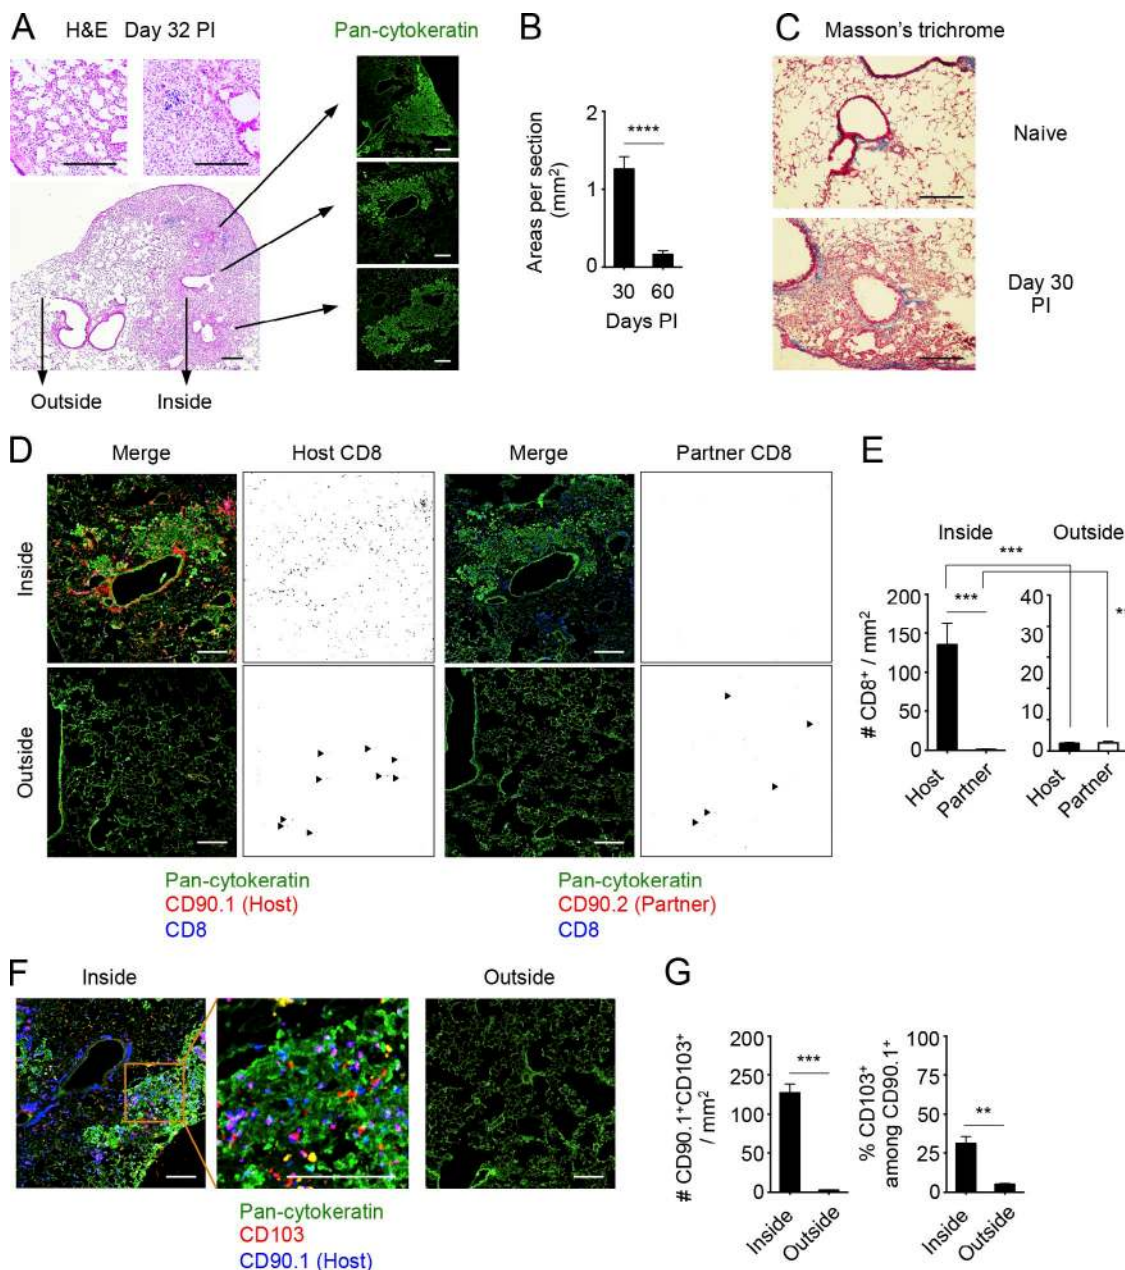 A
H&E Day 32 PI
Pan-cytokeratin
Outside
Inside
B
Areas per section
(mm²)
2
1
0
****
30 60
Days PI
C
Masson's trichrome
Naive
Day 30
PI
D
Merge
Host CD8
Merge
Partner CD8
Inside
Outside
Pan-cytokeratin
CD90.1 (Host)
CD8
Pan-cytokeratin
CD90.2 (Partner)
CD8
E
Inside
Outside
***
***
**
# CD8⁺ / mm²
200
150
100
50
0
40
30
20
10
0
Host
Partner
Host
Partner
F
Inside
Outside
Pan-cytokeratin
CD103
CD90.1 (Host)
G
# CD90.1⁺CD103⁺
/ mm²
200
250
100
50
0
***
Inside
Outside
% CD103⁺
among CD90.1⁺
100
75
50
25
0
**
Inside
Outside